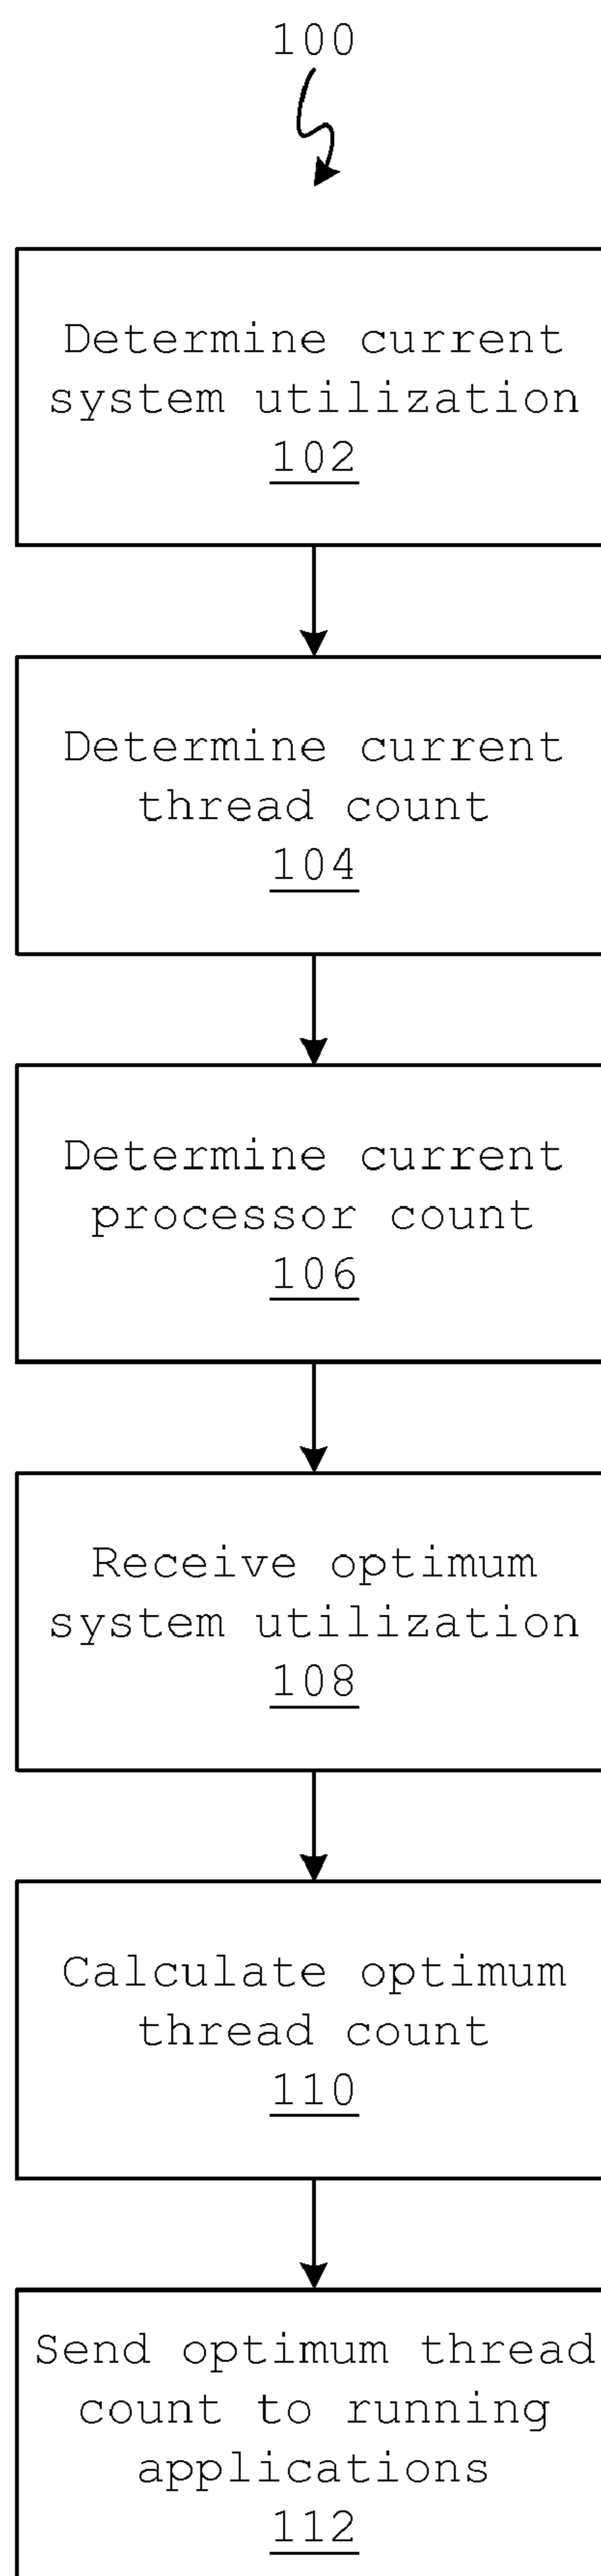 100
Determine current
system utilization
102
Determine current
thread count
104
Determine current
processor count
106
Receive optimum
system utilization
108
Calculate optimum
thread count
110
Send optimum thread
count to running
applications
112